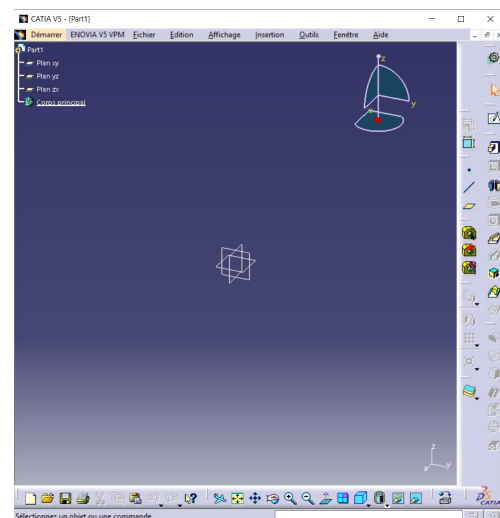 CATIA V5 - [Part1]
Démarrer ENOVIA V5 VPM Fichier Edition Affichage Insertion Outils Fenêtre Aide
Part1
Plan xy
Plan yz
Plan zx
Corps principal
z
y
x
z
x y
CATIA
Sélectionnez un objet ou une commande